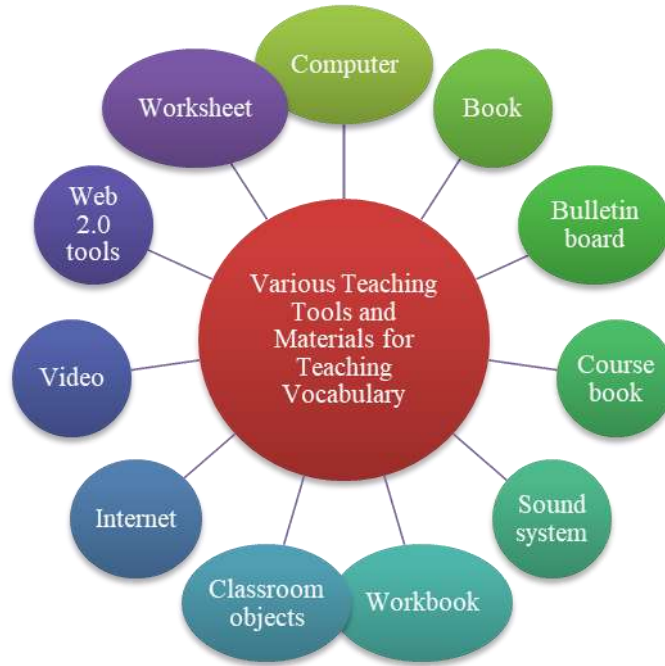 Computer
Book
Bulletin
board
Course
book
Sound
system
Workbook
Classroom
objects
Internet
Video
Web
2.0
tools
Worksheet
Various Teaching
Tools and
Materials for
Teaching
Vocabulary